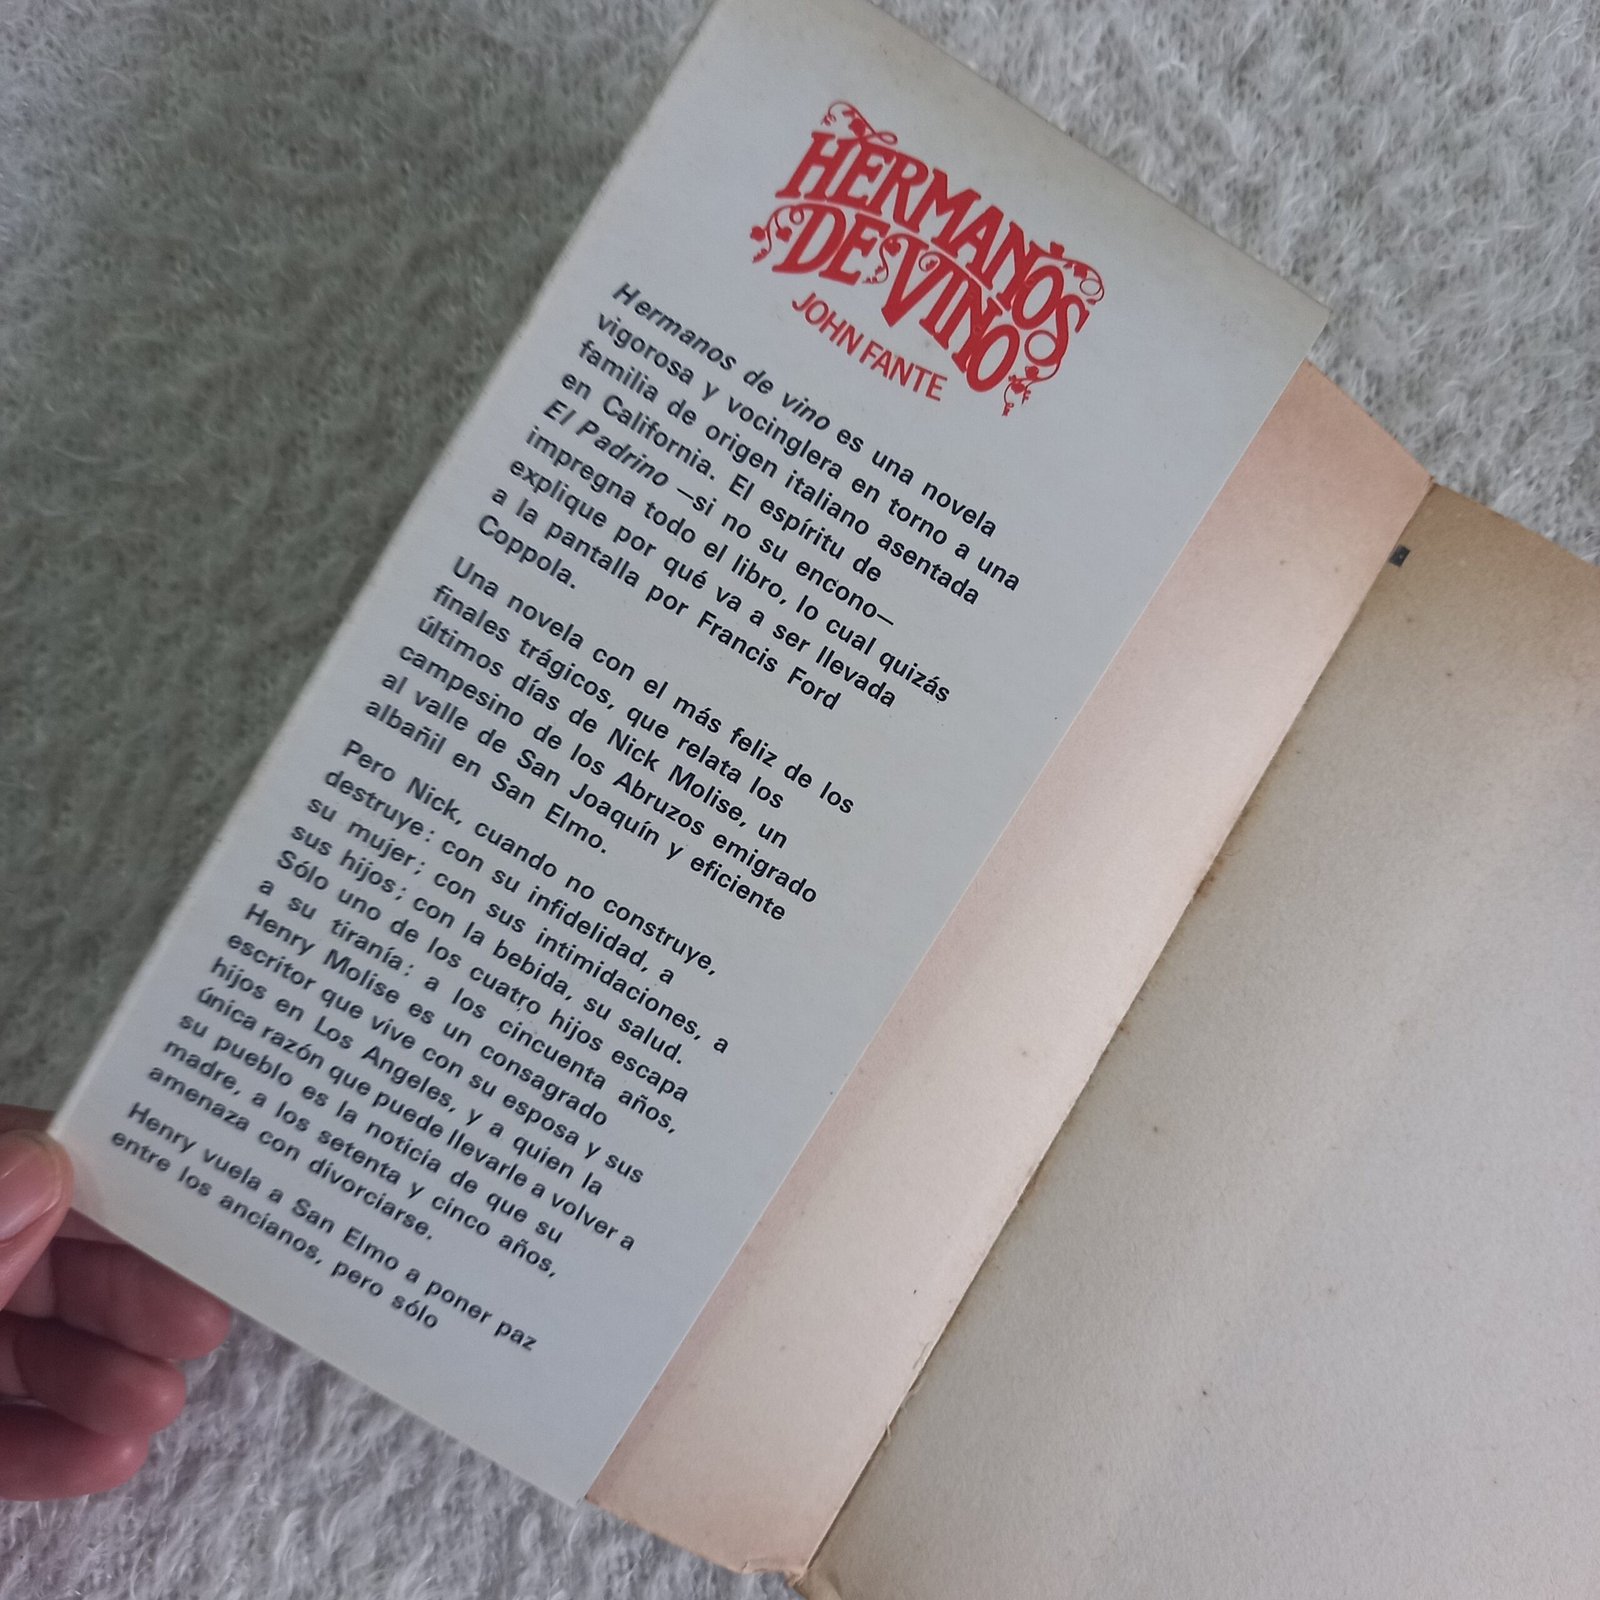 HERMANOS
DE VINO
JOHN FANTE
Hermanos de vino es una novela
vigorosa y vocinglera en torno a una
familia de origen italiano asentada
en California. El espíritu de
El Padrino —si no su encono—
impregna todo el libro, lo cual quizás
explique por qué va a ser llevada
a la pantalla por Francis Ford
Coppola.
Una novela con el más feliz de los
finales trágicos, que relata los
últimos días de Nick Molise, un
campesino de los Abruzos emigrado
al valle de San Joaquín y eficiente
albañil en San Elmo.
Pero Nick, cuando no construye,
destruye: con su infidelidad, a
su mujer; con sus intimidaciones, a
sus hijos; con la bebida, su salud.
Sólo uno de los cuatro hijos escapa
a su tiranía: a los cincuenta años,
Henry Molise es un consagrado
escritor que vive con su esposa y sus
hijos en Los Angeles, y a quien la
única razón que puede llevarle a volver a
su pueblo es la noticia de que su
madre, a los setenta y cinco años,
amenaza con divorciarse.
Henry vuela a San Elmo a poner paz
entre los ancianos, pero sólo